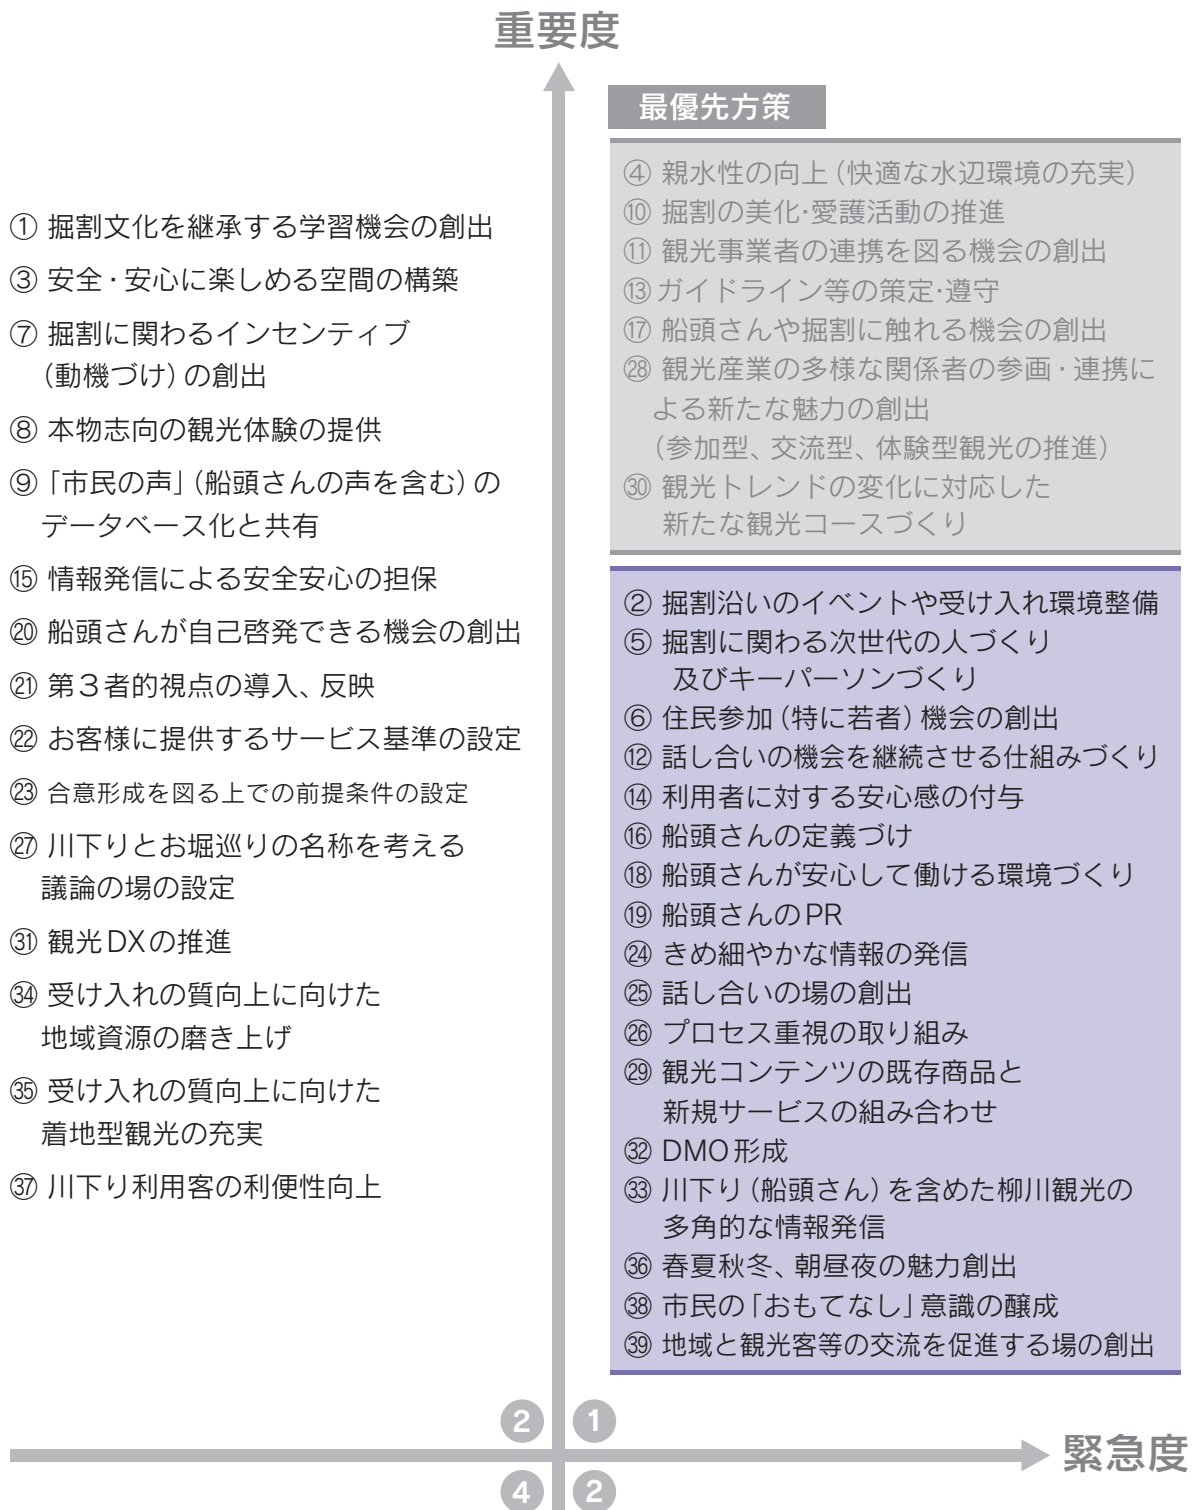 重要度
最優先方策
④ 親水性の向上(快適な水辺環境の充実)
⑩ 掘割の美化・愛護活動の推進
⑪ 観光事業者の連携を図る機会の創出
⑬ ガイドライン等の策定・遵守
⑰ 船頭さんや掘割に触れる機会の創出
㉘ 観光産業の多様な関係者の参画・連携に
よる新たな魅力の創出
(参加型、交流型、体験型観光の推進)
㉚ 観光トレンドの変化に対応した
新たな観光コースづくり
① 掘割文化を継承する学習機会の創出
③ 安全・安心に楽しめる空間の構築
⑦ 掘割に関わるインセンティブ
(動機づけ)の創出
⑧ 本物志向の観光体験の提供
⑨「市民の声」(船頭さんの声を含む)の
データベース化と共有
⑮ 情報発信による安全安心の担保
⑳ 船頭さんが自己啓発できる機会の創出
㉑ 第3者的視点の導入、反映
㉒ お客様に提供するサービス基準の設定
㉓ 合意形成を図る上での前提条件の設定
㉗ 川下りとお堀巡りの名称を考える
議論の場の設定
㉛ 観光DXの推進
㉞ 受け入れの質向上に向けた
地域資源の磨き上げ
㉟ 受け入れの質向上に向けた
着地型観光の充実
㊲ 川下り利用客の利便性向上
② 掘割沿いのイベントや受け入れ環境整備
⑤ 掘割に関わる次世代の人づくり
及びキーパーソンづくり
⑥ 住民参加(特に若者)機会の創出
⑫ 話し合いの機会を継続させる仕組みづくり
⑭ 利用者に対する安心感の付与
⑯ 船頭さんの定義づけ
⑱ 船頭さんが安心して働ける環境づくり
⑲ 船頭さんのPR
㉔ きめ細やかな情報の発信
㉕ 話し合いの場の創出
㉖ プロセス重視の取り組み
㉙ 観光コンテンツの既存商品と
新規サービスの組み合わせ
㉜ DMO形成
㉝ 川下り(船頭さん)を含めた柳川観光の
多角的な情報発信
㊱ 春夏秋冬、朝昼夜の魅力創出
㊳ 市民の「おもてなし」意識の醸成
㊴ 地域と観光客等の交流を促進する場の創出
2 1
緊急度
4 2